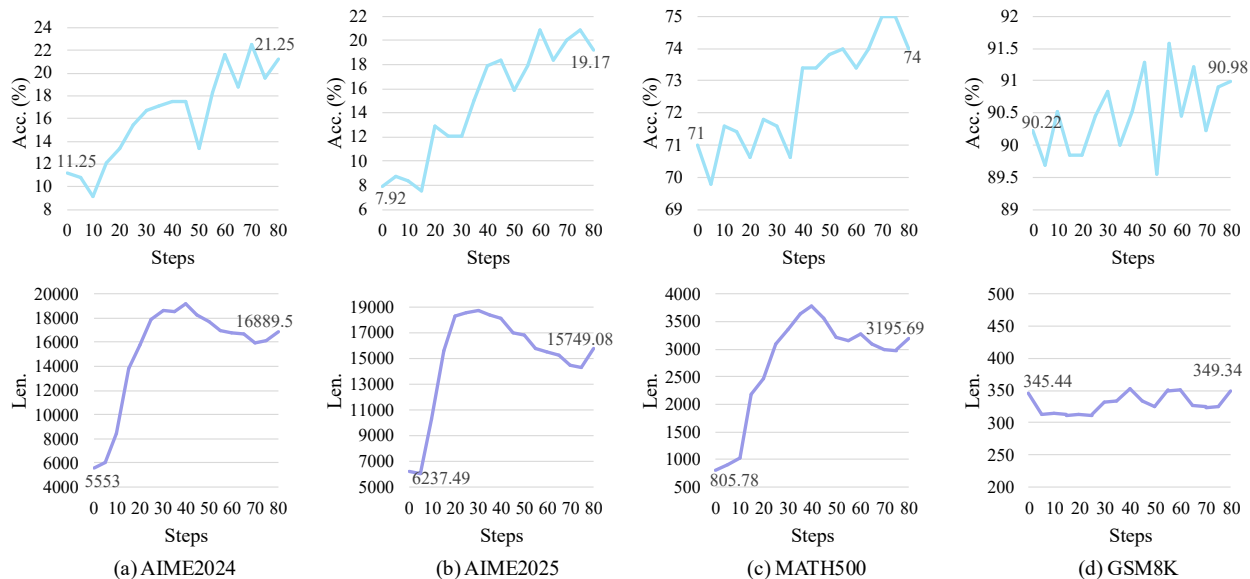 24
22
20
18
16
14
12
10
8
Acc. (%)
11.25
21.25
0 10 20 30 40 50 60 70 80
Steps
22
20
18
16
14
12
10
8
6
Acc. (%)
7.92
19.17
0 10 20 30 40 50 60 70 80
Steps
75
74
73
72
71
70
69
Acc. (%)
71
74
0 10 20 30 40 50 60 70 80
Steps
92
91.5
91
90.5
90
89.5
89
Acc. (%)
90.22
90.98
0 10 20 30 40 50 60 70 80
Steps
20000
18000
16000
14000
12000
10000
8000
6000
4000
Len.
5553
16889.5
0 10 20 30 40 50 60 70 80
Steps
(a) AIME2024
19000
17000
15000
13000
11000
9000
7000
5000
Len.
6237.49
15749.08
0 10 20 30 40 50 60 70 80
Steps
(b) AIME2025
4000
3500
3000
2500
2000
1500
1000
500
Len.
805.78
3195.69
0 10 20 30 40 50 60 70 80
Steps
(c) MATH500
500
450
400
350
300
250
200
Len.
345.44
349.34
0 10 20 30 40 50 60 70 80
Steps
(d) GSM8K